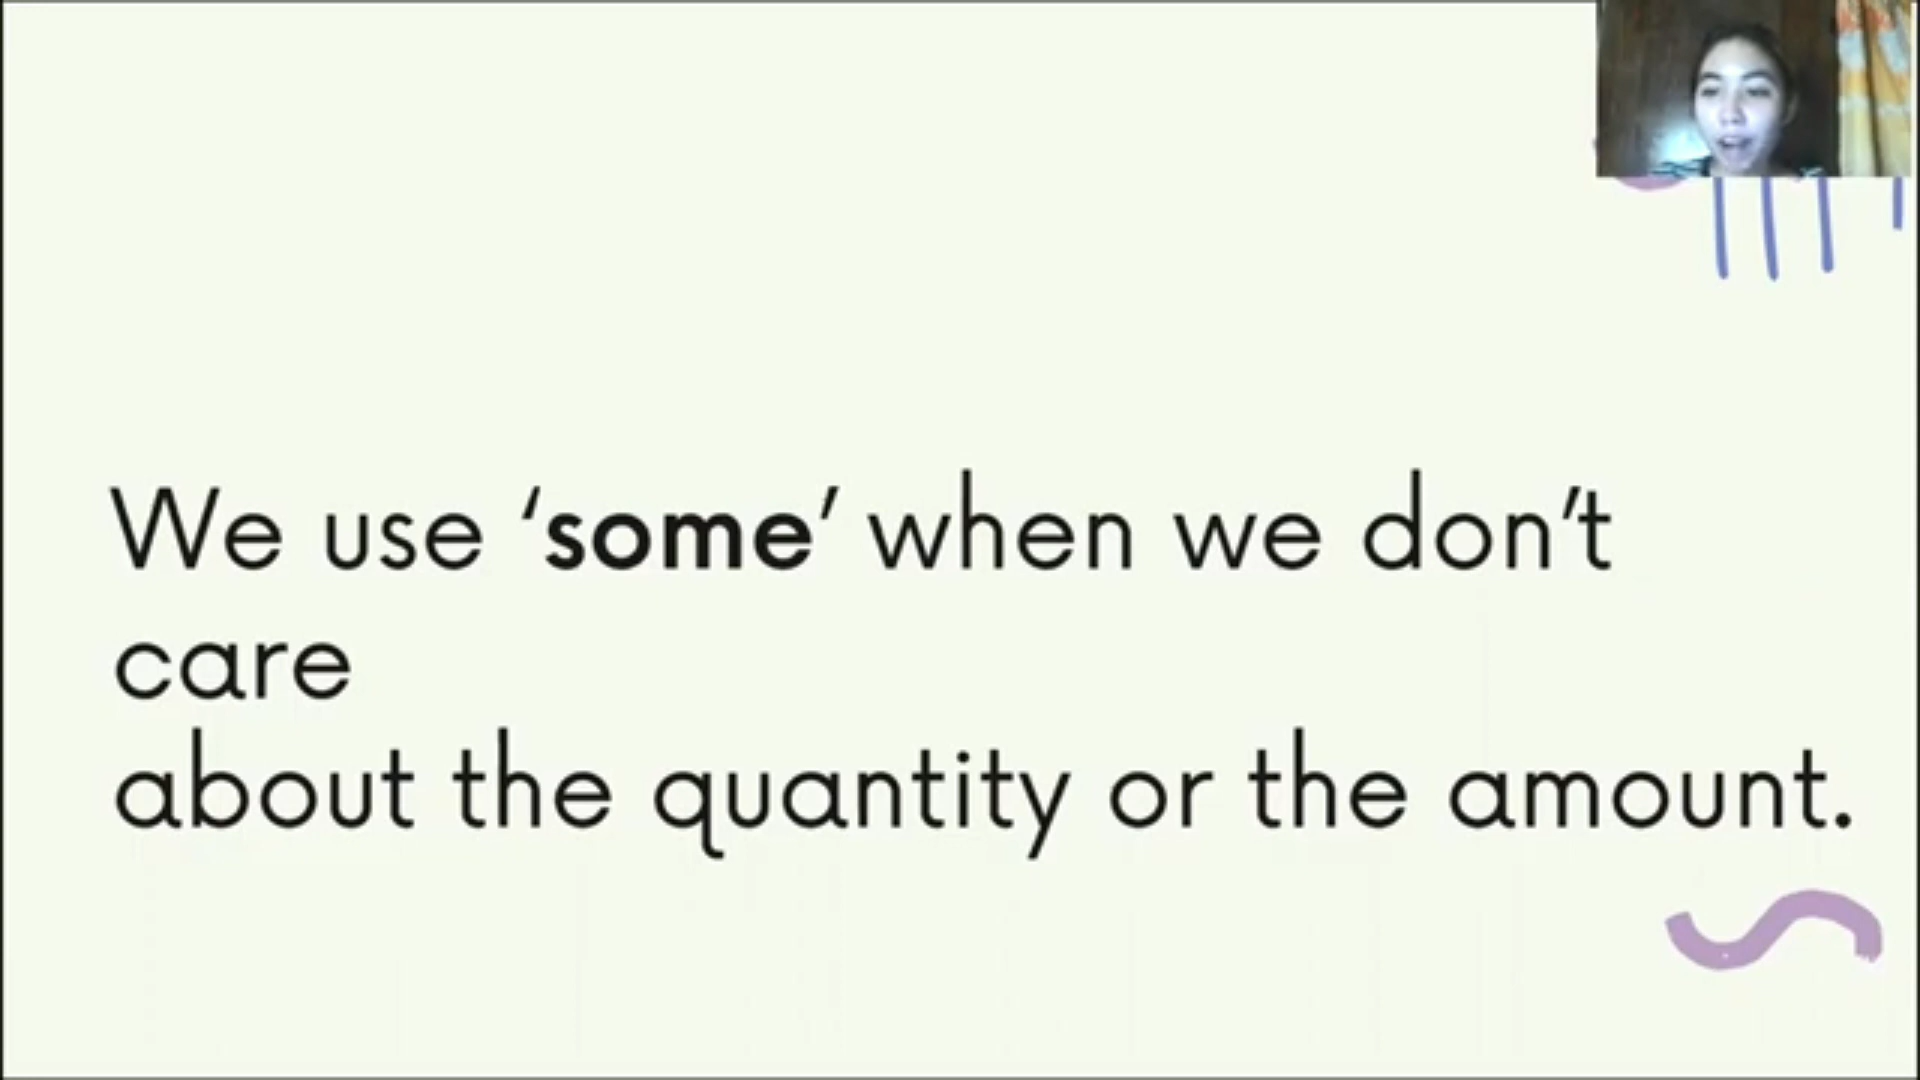 We use ‘some’ when we don’t
care
about the quantity or the amount.